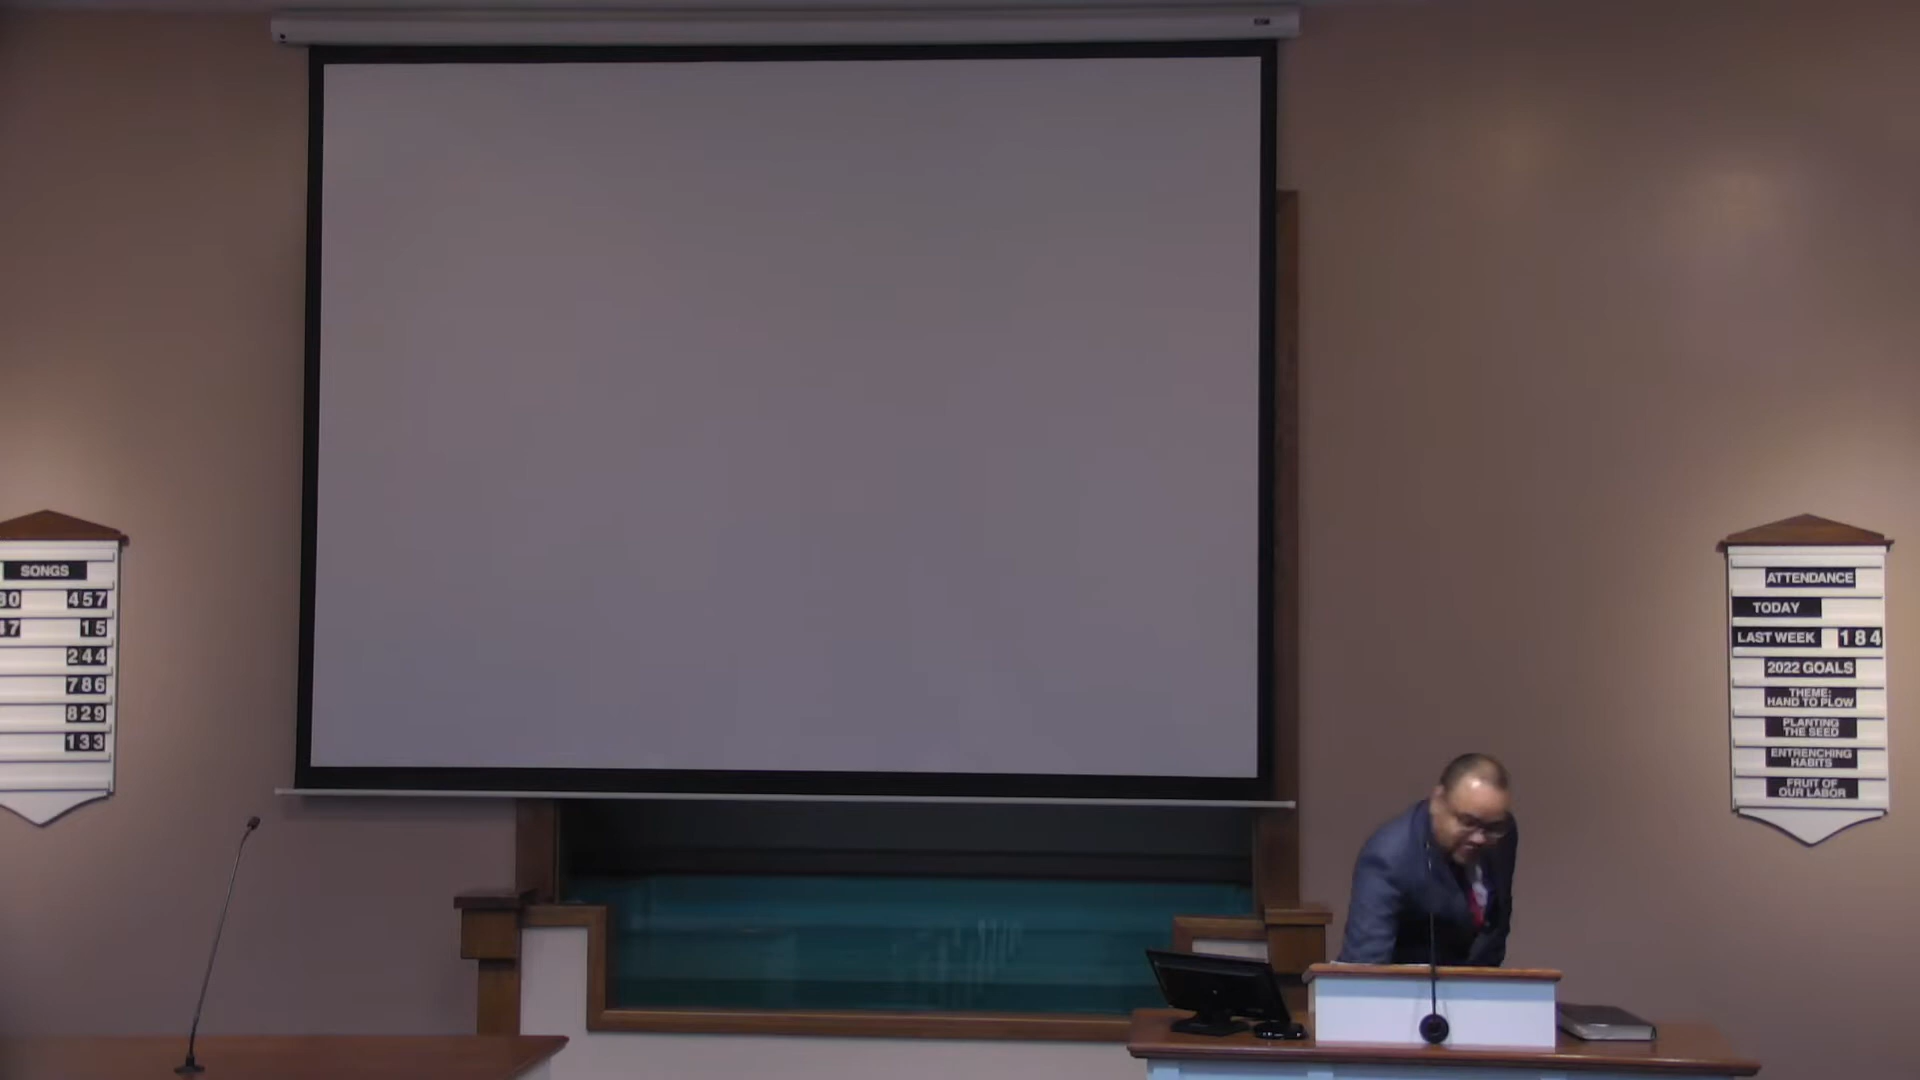 SONGS
457
15
244
786
829
133
ATTENDANCE
TODAY
LAST WEEK 184
2022 GOALS
THEME:
HAND TO PLOW
PLANTING
THE SEED
ENTRENCHING
HABITS
FRUIT OF
OUR LABOR